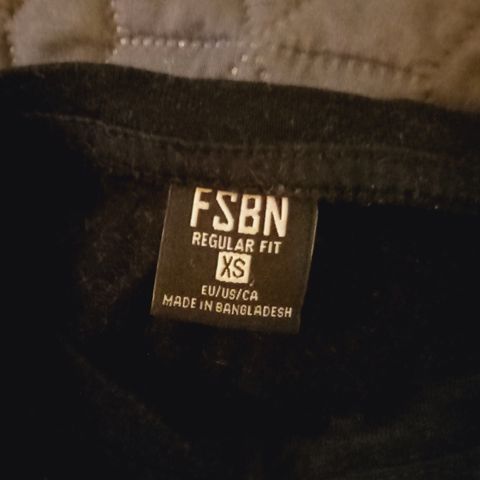 FSBN
REGULAR FIT
XS
EU/US/CA
MADE IN BANGLADESH